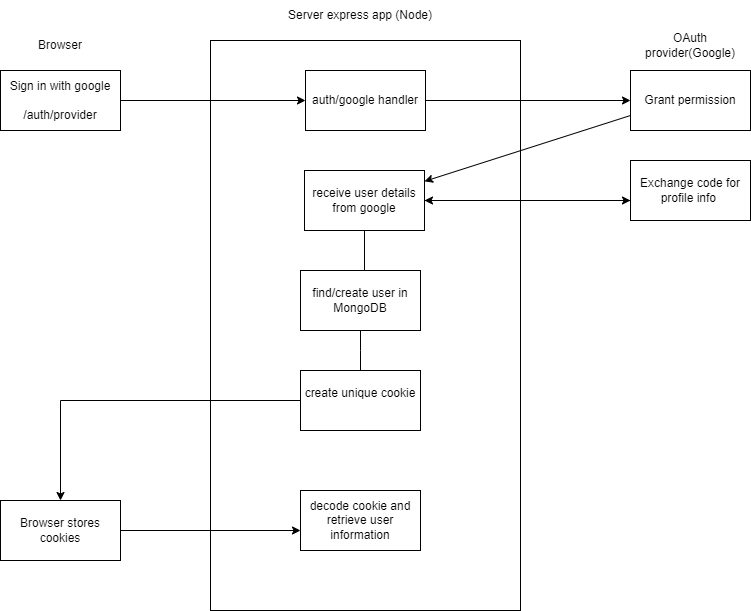 Server express app (Node)
Browser
OAuth
provider(Google)
Sign in with google
/auth/provider
auth/google handler
Grant permission
receive user details
from google
Exchange code for
profile info
find/create user in
MongoDB
create unique cookie
Browser stores
cookies
decode cookie and
retrieve user
information